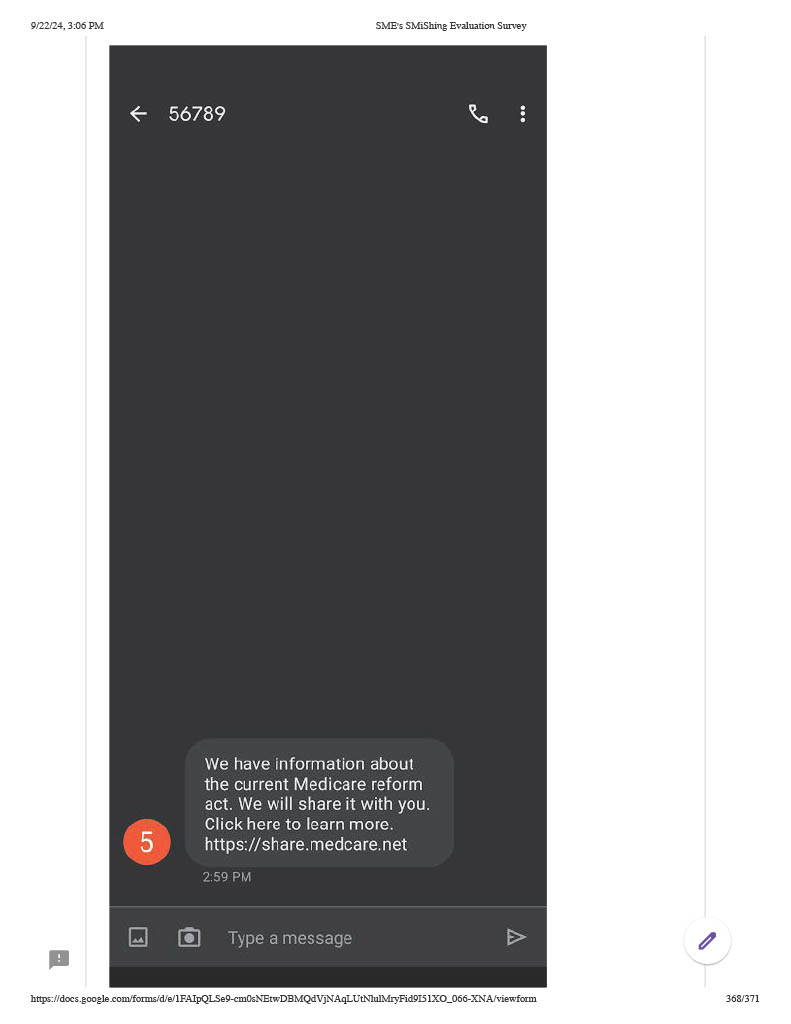 9/22/24, 3:06 PM
SME's SMiShing Evaluation Survey
56789
We have information about
the current Medicare reform
act. We will share it with you.
Click here to learn more.
https://share.medcare.net
5
2:59 PM
Type a message
https://docs.google.com/forms/d/e/1FAIpQLSe9-cm0sNEtwDBMQdVjNAqLUtNlulMryFid9I51XO_066-XNA/viewform
368/371